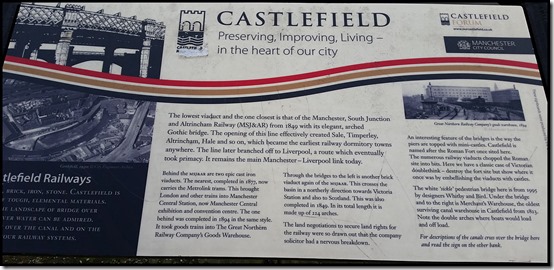 CASTLEFIELD
Preserving, Improving, Living –
in the heart of our city
CASTLEFIELD
FORUM
MANCHESTER
CITY COUNCIL
tlefield Railways
BRICK, IRON, STONE, CASTLEFIELD IS
TOUGH, ELEMENTAL MATERIALS.
LANDSCAPE OF BRIDGE OVER
OVER WATER CAN BE ADMIRED,
OVER THE CANAL AND ON THE
OUR RAILWAY SYSTEMS.
The lowest viaduct and the one closest is that of the Manchester, South Junction
and Altrincham Railway (MSJ&AR) from 1849 with its elegant, arched
Gothic bridge. The opening of this line effectively created Sale, Timperley,
Altrincham, Hale and so on, which became the earliest railway dormitory towns
anywhere. The line later branched off to Liverpool, a route which eventually
took primacy. It remains the main Manchester – Liverpool link today.
Behind the are two epic cast iron
viaducts. The nearest, completed in 1877, now
carries the Metrolink trams. This brought
London and other trains into Manchester
Central Station, now Manchester Central
exhibition and convention centre. The one
behind was completed in 1894 in the same style.
It took goods trains into The Great Northern
Railway Company's Goods Warehouse.
Through the bridges to the left is another brick
viaduct again of the This crosses the
basin in a northerly direction towards Victoria
Station and also to Scotland. This was also
completed in 1849. In its total length it is
made up of 224 arches.
The land negotiations to secure land rights for
the railway were so drawn out that the company
solicitor had a nervous breakdown.
Great Northern Railway Company's goods warehouse,
An interesting feature of the bridges is the way the
piers are topped with mini-castles. Castlefield is
named after the Roman Fort once sited here.
The numerous railway viaducts chopped the Roman
site into bits. Here we have a classic case of Victorian
doublethink – destroy the fort site but show where it
once was by embellishing the viaducts with castles.
The white pedestrian bridge here is from 1995
by designers Whitby and Bird. Under the bridge
and to the right is Merchant's Warehouse, the oldest
surviving canal warehouse in Castlefield from
Note the double arches where boats would load
and off load.
For descriptions of the canals cross over the bridge here
and read the sign on the other bank.